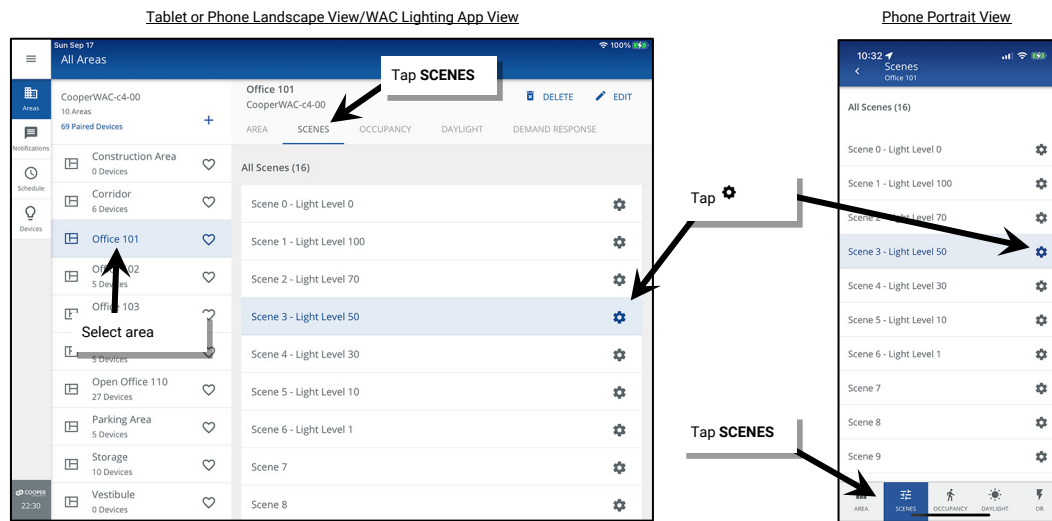 Tablet or Phone Landscape View/WAC Lighting App View
Sun Sep 17
100%
All Areas
Tap SCENES
Areas
Notifications
Schedule
Devices
COOPER
22:30
CooperWAC-c4-00
10 Areas
69 Paired Devices
+
Construction Area
0 Devices
Corridor
6 Devices
Office 101
5 Devices
Office 103
Select area
5 Devices
Open Office 110
27 Devices
Parking Area
5 Devices
Storage
10 Devices
Vestibule
0 Devices
Office 101
CooperWAC-c4-00
DELETE
EDIT
AREA SCENES OCCUPANCY DAYLIGHT DEMAND RESPONSE
All Scenes (16)
Scene 0 - Light Level 0
Scene 1 - Light Level 100
Scene 2 - Light Level 70
Scene 3 - Light Level 50
Scene 4 - Light Level 30
Scene 5 - Light Level 10
Scene 6 - Light Level 1
Scene 7
Scene 8
Tap
Tap SCENES
Phone Portrait View
10:32
Scenes
Office 101
All Scenes (16)
Scene 0 - Light Level 0
Scene 1 - Light Level 100
Scene 2 - Light Level 70
Scene 3 - Light Level 50
Scene 4 - Light Level 30
Scene 5 - Light Level 10
Scene 6 - Light Level 1
Scene 7
Scene 8
Scene 9
AREA SCENES OCCUPANCY DAYLIGHT DR